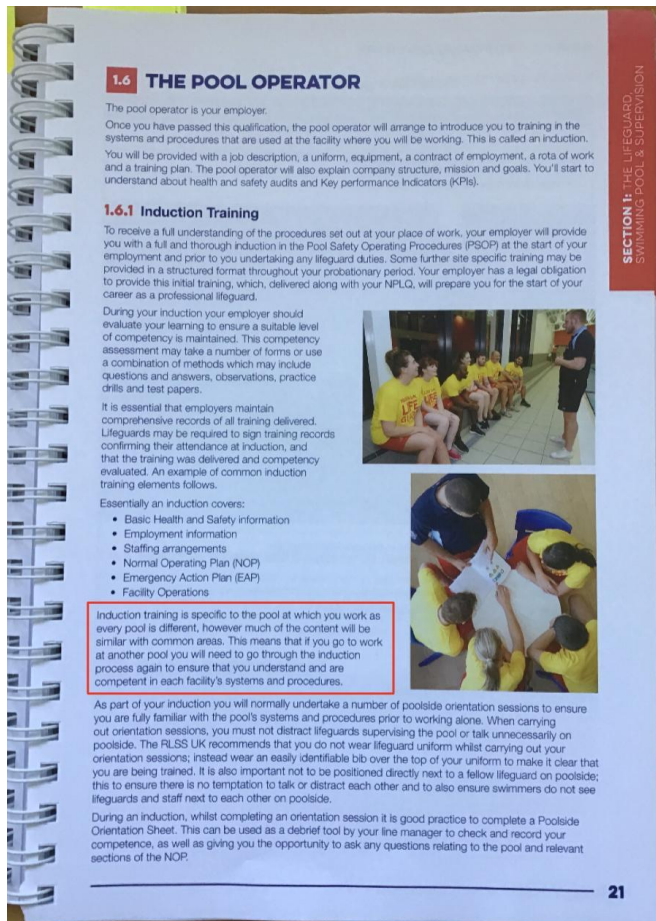 1.6 THE POOL OPERATOR
The pool operator is your employer.
Once you have passed this qualification, the pool operator will arrange to introduce you to training in the
systems and procedures that are used at the facility where you will be working. This is called an induction.
You will be provided with a job description, a uniform, equipment, a contract of employment, a rota of work
and a training plan. The pool operator will also explain company structure, mission and goals. You'll start to
understand about health and safety audits and Key performance Indicators (KPIs).
1.6.1 Induction Training
To receive a full understanding of the procedures set out at your place of work, your employer will provide
you with a full and thorough induction in the Pool Safety Operating Procedures (PSOP) at the start of your
employment and prior to you undertaking any lifeguard duties. Some further site specific training may be
provided in a structured format throughout your probationary period. Your employer has a legal obligation
to provide this initial training, which, delivered along with your NPLQ, will prepare you for the start of your
career as a professional lifeguard.
During your induction your employer should
evaluate your learning to ensure a suitable level
of competency is maintained. This competency
assessment may take a number of forms or use
a combination of methods which may include
questions and answers, observations, practice
drills and test papers.
It is essential that employers maintain
comprehensive records of all training delivered.
Lifeguards may be required to sign training records
confirming their attendance at induction, and
that the training was delivered and competency
evaluated. An example of common induction
training elements follows.
Essentially an induction covers:
• Basic Health and Safety information
• Employment information
• Staffing arrangements
• Normal Operating Plan (NOP)
• Emergency Action Plan (EAP)
• Facility Operations
Induction training is specific to the pool at which you work as
every pool is different, however much of the content will be
similar with common areas. This means that if you go to work
at another pool you will need to go through the induction
process again to ensure that you understand and are
competent in each facility's systems and procedures.
As part of your induction you will normally undertake a number of poolside orientation sessions to ensure
you are fully familiar with the pool's systems and procedures prior to working alone. When carrying
out orientation sessions, you must not distract lifeguards supervising the pool or talk unnecessarily on
poolside. The RLSS UK recommends that you do not wear lifeguard uniform whilst carrying out your
orientation sessions; instead wear an easily identifiable bib over the top of your uniform to make it clear that
you are being trained. It is also important not to be positioned directly next to a fellow lifeguard on poolside;
this to ensure there is no temptation to talk or distract each other and to also ensure swimmers do not see
lifeguards and staff next to each other on poolside.
During an induction, whilst completing an orientation session it is good practice to complete a Poolside
Orientation Sheet. This can be used as a debrief tool by your line manager to check and record your
competence, as well as giving you the opportunity to ask any questions relating to the pool and relevant
sections of the NOP.
21
SECTION 1: THE LIFEGUARD,
SWIMMING POOL & SUPERVISION